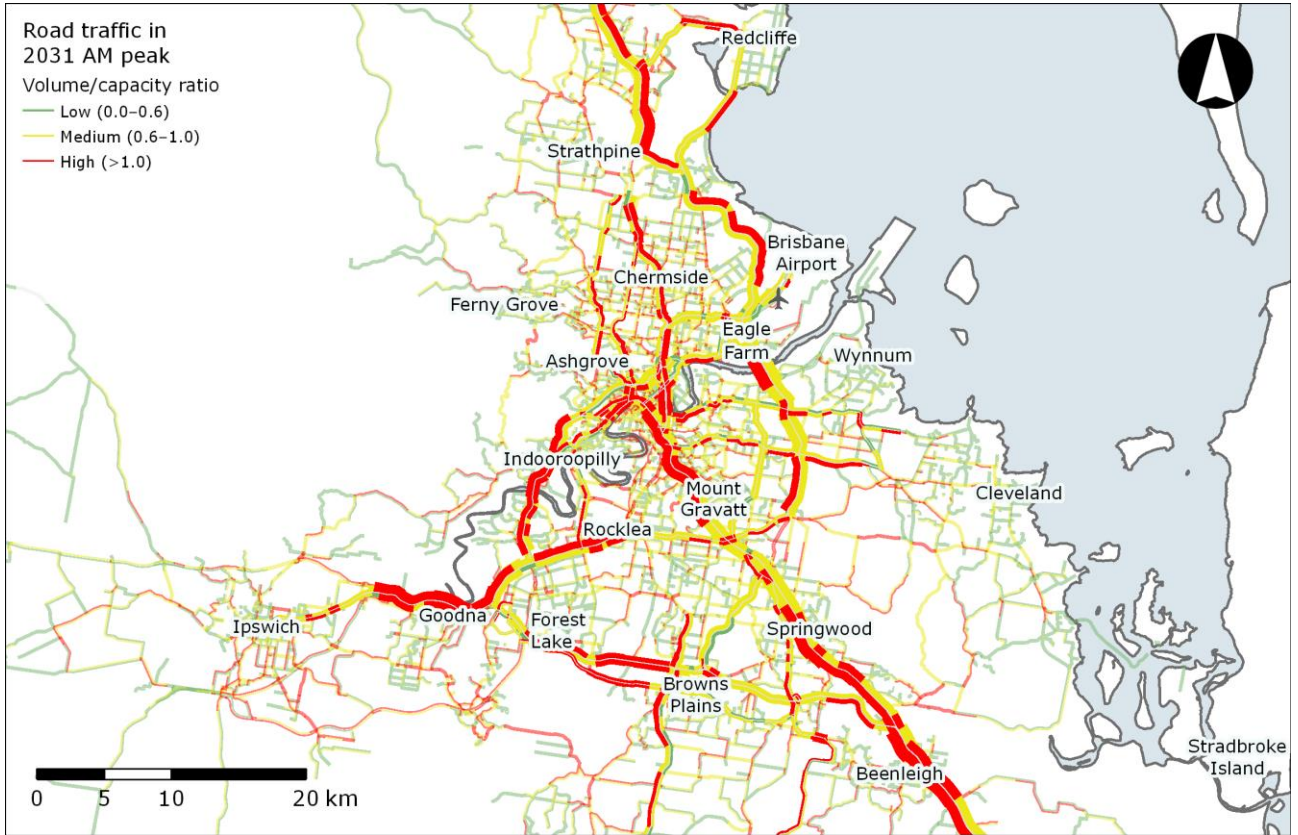 Road traffic in
2031 AM peak
Volume/capacity ratio
Low (0.0–0.6)
Medium (0.6–1.0)
High (>1.0)
Redcliffe
Strathpine
Brisbane
Airport
Chermside
Ferny Grove
Eagle
Farm
Ashgrove
Wynnum
Indooroopilly
Mount
Gravatt
Cleveland
Rocklea
Goodna
Ipswich
Forest
Lake
Springwood
Browns
Plains
Beenleigh
Stradbroke
Island
0 5 10 20 km